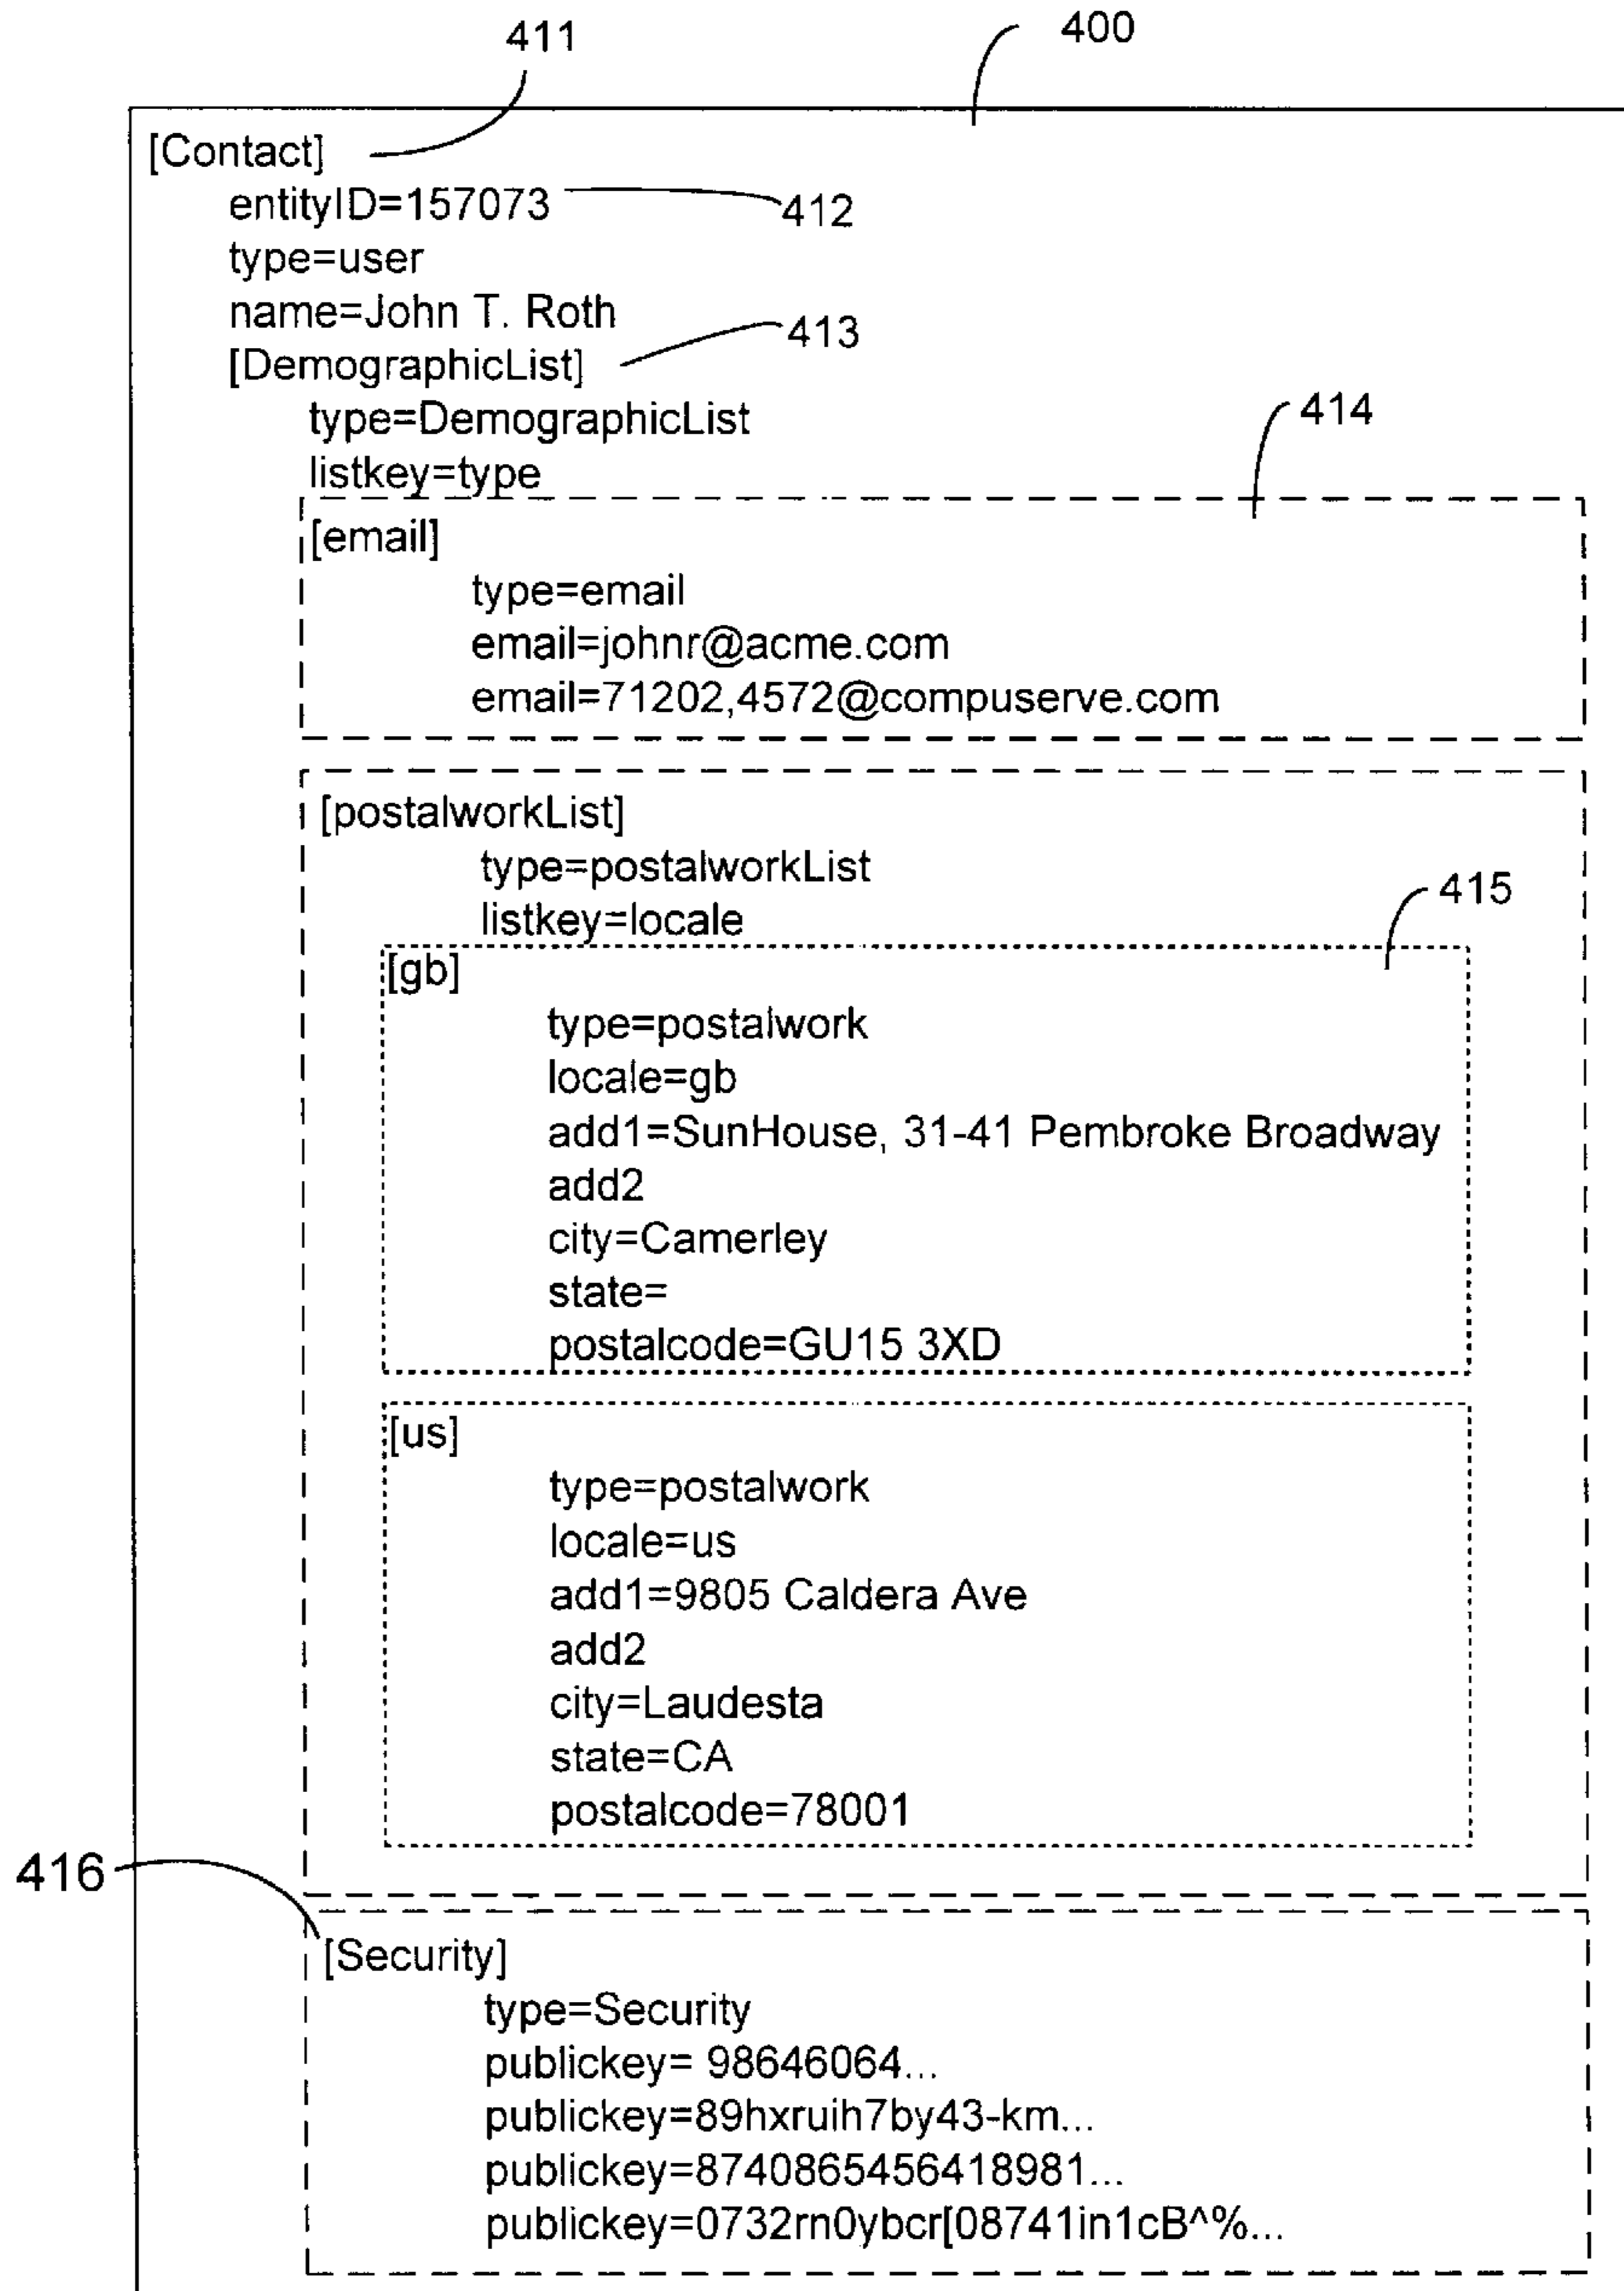 411
400
[Contact]
entityID=157073
412
type=user
name=John T. Roth
413
[DemographicList]
type=DemographicList
414
listkey=type
[email]
type=email
email=johnr@acme.com
email=71202,4572@compuserve.com
[postalworkList]
type=postalworkList
415
listkey=locale
[gb]
type=postalwork
locale=gb
add1=SunHouse, 31-41 Pembroke Broadway
add2
city=Camerley
state=
postalcode=GU15 3XD
[us]
type=postalwork
locale=us
add1=9805 Caldera Ave
add2
city=Laudesta
state=CA
postalcode=78001
416
[Security]
type=Security
publickey= 98646064...
publickey=89hxruih7by43-km...
publickey=8740865456418981...
publickey=0732rn0ybcr[08741in1cB^%...